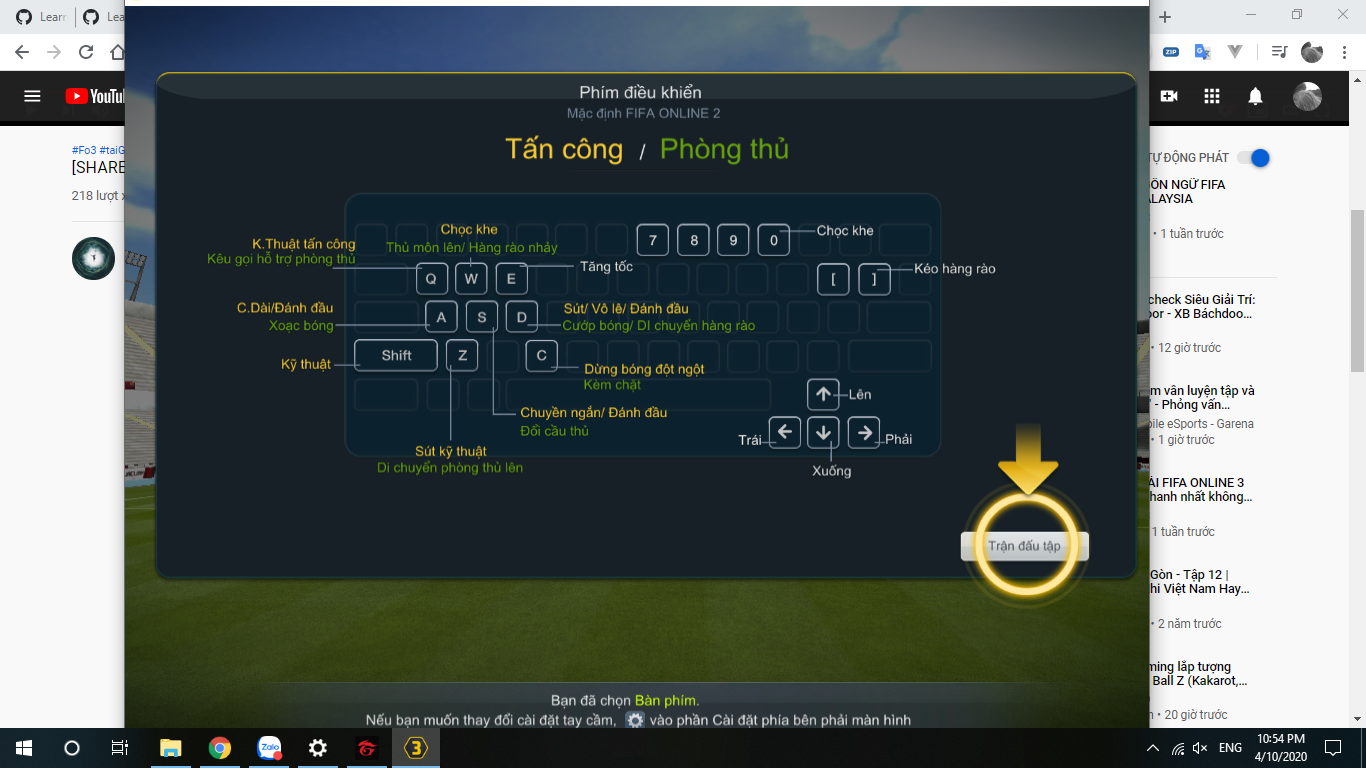 Learn
Lea
ZIP
YouTu
#Fo3 #taiG
[SHARE
218 lượt x
Phím điều khiển
Mặc định FIFA ONLINE 2
Tấn công / Phòng thủ
K.Thuật tấn công
Kêu gọi hỗ trợ phòng thủ
Chọc khe
Thủ môn lên/ Hàng rào nhảy
7 8 9 0
Chọc khe
Q W E
Tăng tốc
[ ]
Kéo hàng rào
C.Dài/Đánh đầu
Xoạc bóng
A S D
Sút/ Vô lê/ Đánh đầu
Cướp bóng/ DI chuyển hàng rào
Kỹ thuật
Shift Z C
Dừng bóng đột ngột
Kèm chặt
Chuyền ngắn/ Đánh đầu
Đổi cầu thủ
Sút kỹ thuật
Di chuyển phòng thủ lên
Lên
Trái
Phải
Xuống
Trận đấu tập
Bạn đã chọn Bàn phím.
Nếu bạn muốn thay đổi cài đặt tay cầm, vào phần Cài đặt phía bên phải màn hình
TỰ ĐỘNG PHÁT
ÔN NGỮ FIFA
ALAYSIA
• 1 tuần trước
check Siêu Giải Trí:
oor - XB Báchdoo...
• 12 giờ trước
m vân luyện tập và
' - Phỏng vấn...
bile eSports - Garena
• 1 giờ trước
ẢI FIFA ONLINE 3
nhanh nhất không...
1 tuần trước
Gòn - Tập 12 |
hi Việt Nam Hay...
• 2 năm trước
ming lắp tượng
Ball Z (Kakarot,...
n • 20 giờ trước
Zalo
3
ENG
10:54 PM
4/10/2020